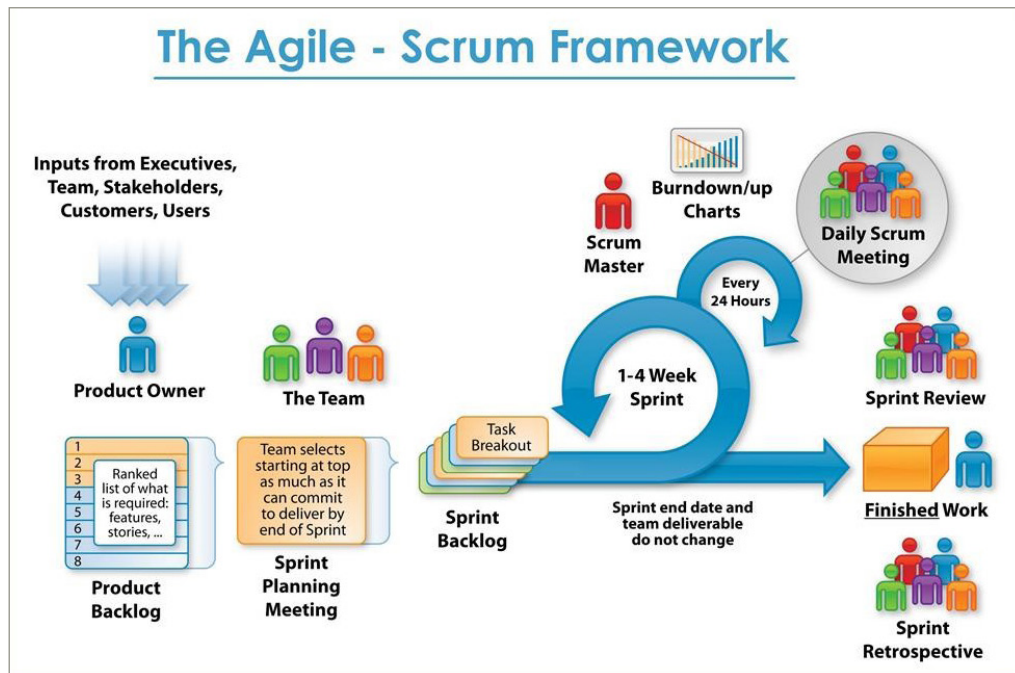 The Agile - Scrum Framework
Inputs from Executives,
Team, Stakeholders,
Customers, Users
Product Owner
The Team
1
2
3
4
5
6
7
8
Ranked
list of what
is required:
features,
stories, ...
Product
Backlog
Team selects
starting at top
as much as it
can commit
to deliver by
end of Sprint
Sprint
Planning
Meeting
Task
Breakout
Sprint
Backlog
Scrum
Master
Burndown/up
Charts
Every
24 Hours
Daily Scrum
Meeting
1-4 Week
Sprint
Sprint end date and
team deliverable
do not change
Sprint Review
Finished Work
Sprint
Retrospective